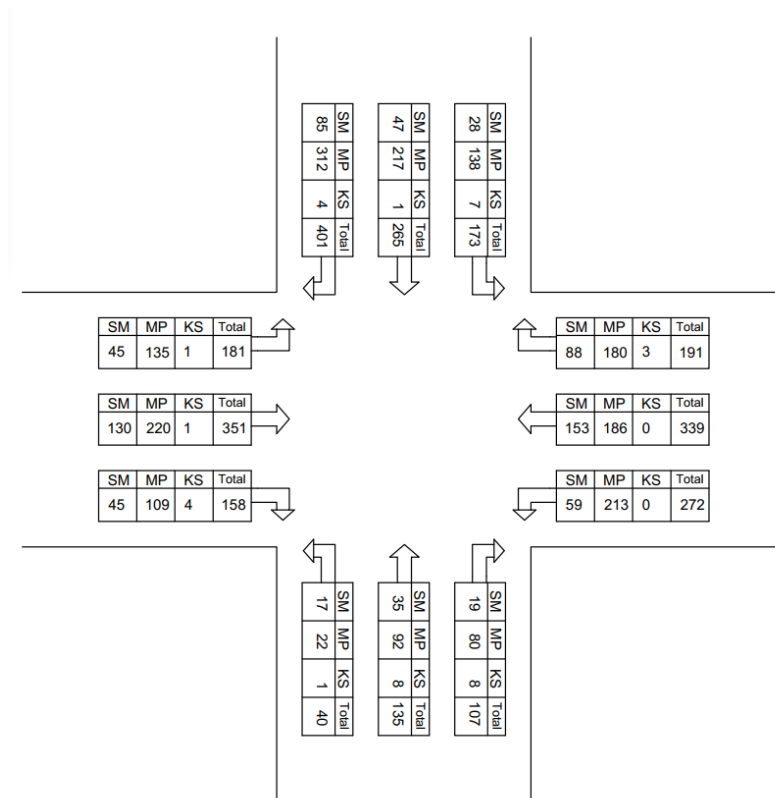 SM MP KS Total
85 312 4 401
SM MP KS Total
47 217 1 265
SM MP KS Total
28 138 7 173
SM MP KS Total
45 135 1 181
SM MP KS Total
88 180 3 191
SM MP KS Total
130 220 1 351
SM MP KS Total
153 186 0 339
SM MP KS Total
45 109 4 158
SM MP KS Total
59 213 0 272
SM MP KS Total
17 22 1 40
SM MP KS Total
35 92 8 135
SM MP KS Total
19 80 8 107